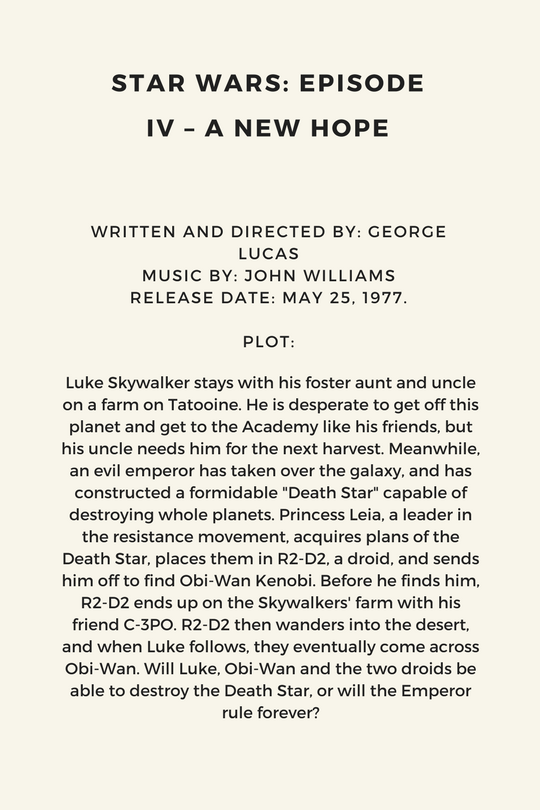 STAR WARS: EPISODE
IV – A NEW HOPE
WRITTEN AND DIRECTED BY: GEORGE
LUCAS
MUSIC BY: JOHN WILLIAMS
RELEASE DATE: MAY 25, 1977.
PLOT:
Luke Skywalker stays with his foster aunt and uncle
on a farm on Tatooine. He is desperate to get off this
planet and get to the Academy like his friends, but
his uncle needs him for the next harvest. Meanwhile,
an evil emperor has taken over the galaxy, and has
constructed a formidable "Death Star" capable of
destroying whole planets. Princess Leia, a leader in
the resistance movement, acquires plans of the
Death Star, places them in R2-D2, a droid, and sends
him off to find Obi-Wan Kenobi. Before he finds him,
R2-D2 ends up on the Skywalkers' farm with his
friend C-3PO. R2-D2 then wanders into the desert,
and when Luke follows, they eventually come across
Obi-Wan. Will Luke, Obi-Wan and the two droids be
able to destroy the Death Star, or will the Emperor
rule forever?